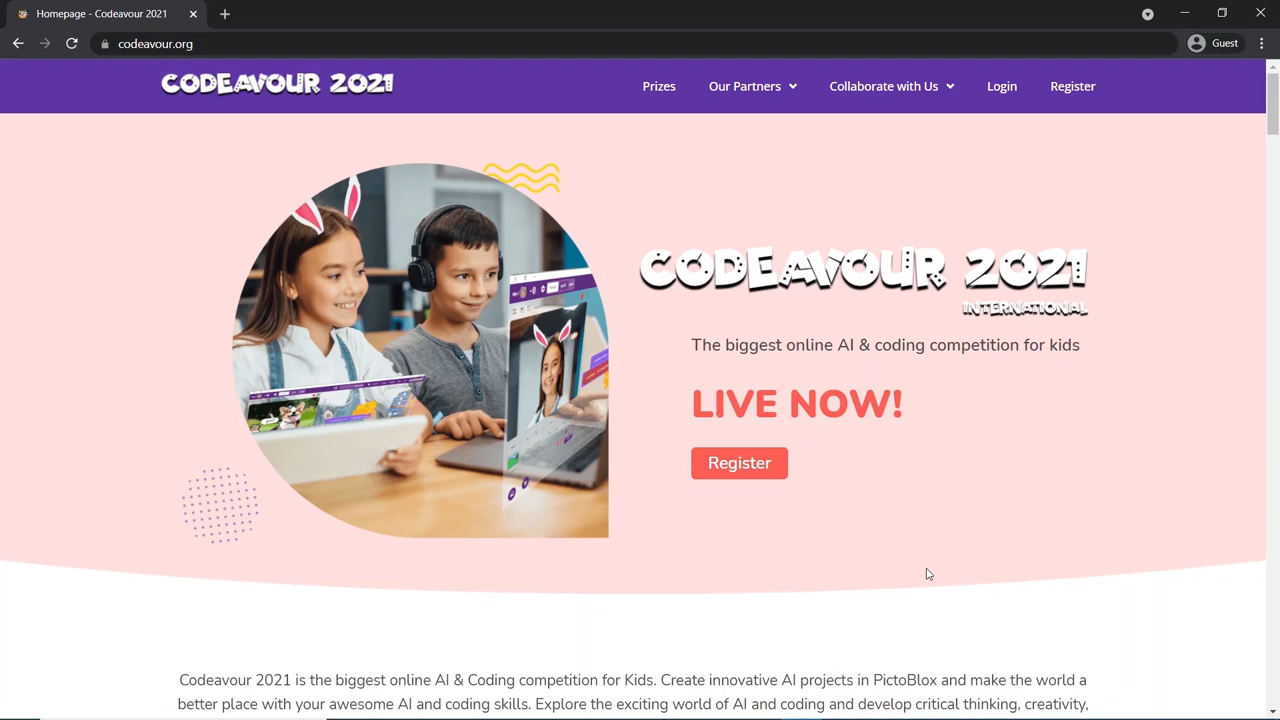 Homepage - Codeavour 2021
codeavour.org
Guest
CODEAVOUR 2021
Prizes
Our Partners
Collaborate with Us
Login
Register
CODEAVOUR 2021
INTERNATIONAL
The biggest online AI & coding competition for kids
LIVE NOW!
Register
Codeavour 2021 is the biggest online AI & Coding competition for Kids. Create innovative AI projects in PictoBlox and make the world a
better place with your awesome AI and coding skills. Explore the exciting world of AI and coding and develop critical thinking, creativity,